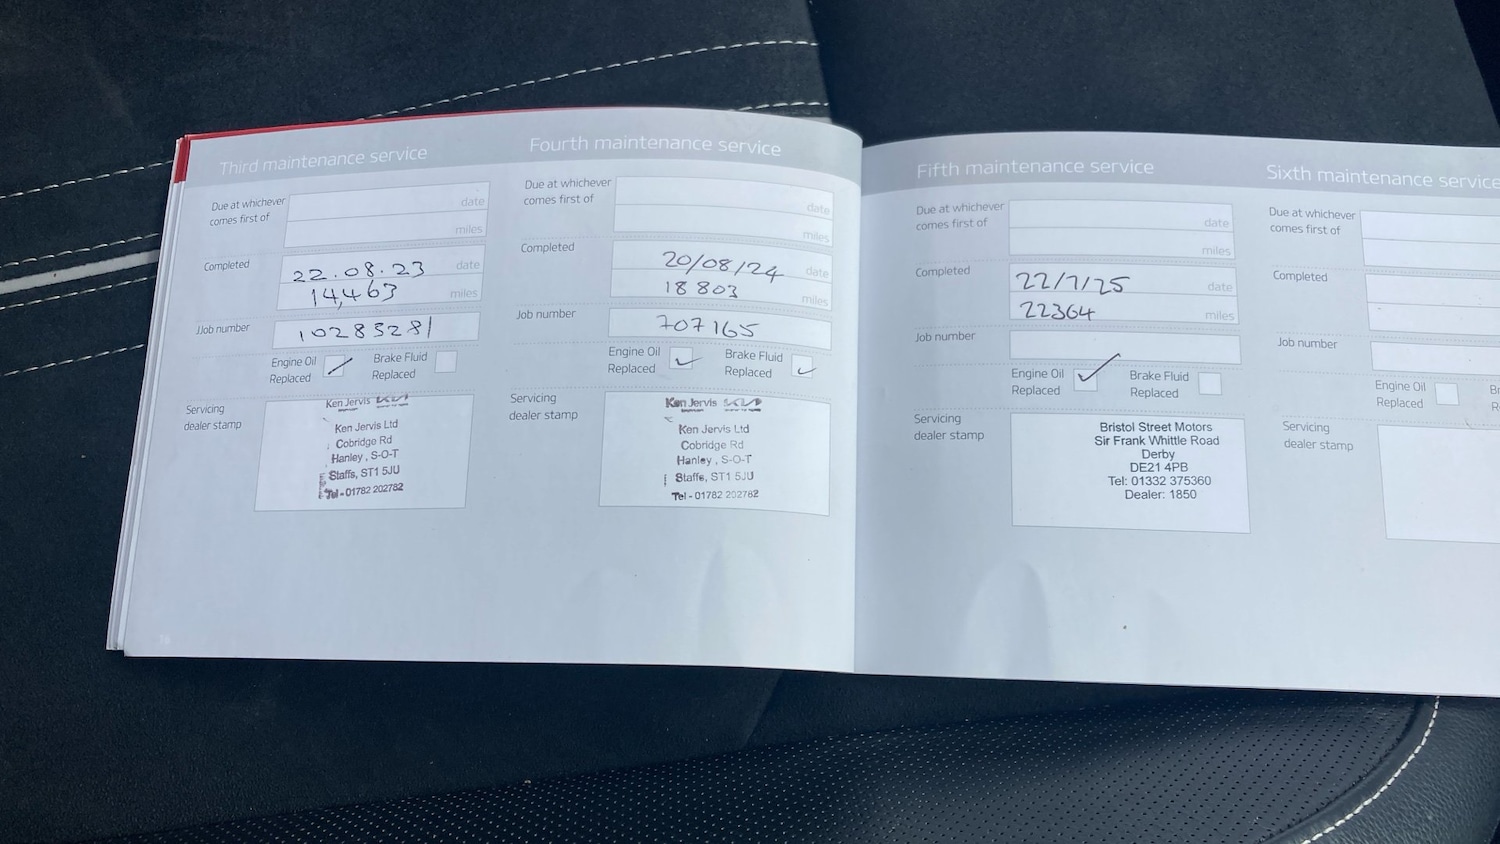 Third maintenance service
Due at whichever
comes first of
date
miles
Completed
22.08.23 date
14,463 miles
Job number
10283281
Engine Oil
Replaced
Brake Fluid
Replaced
Servicing
dealer stamp
Ken Jervis KIA
Ken Jervis Ltd
Cobridge Rd
Hanley, S-O-T
Staffs, ST1 5JU
Tel - 01782 202782
16
Fourth maintenance service
Due at whichever
comes first of
date
miles
Completed
20/08/24 date
18803 miles
Job number
707165
Engine Oil
Replaced
Brake Fluid
Replaced
Servicing
dealer stamp
Ken Jervis KIA
Ken Jervis Ltd
Cobridge Rd
Hanley, S-O-T
Staffs, ST1 5JU
Tel - 01782 202782
Fifth maintenance service
Due at whichever
comes first of
date
miles
Completed
22/7/25 date
22364 miles
Job number
Engine Oil
Replaced
Brake Fluid
Replaced
Servicing
dealer stamp
Bristol Street Motors
Sir Frank Whittle Road
Derby
DE21 4PB
Tel: 01332 375360
Dealer: 1850
Sixth maintenance service
Due at whichever
comes first of
Completed
Job number
Engine Oil
Replaced
Servicing
dealer stamp